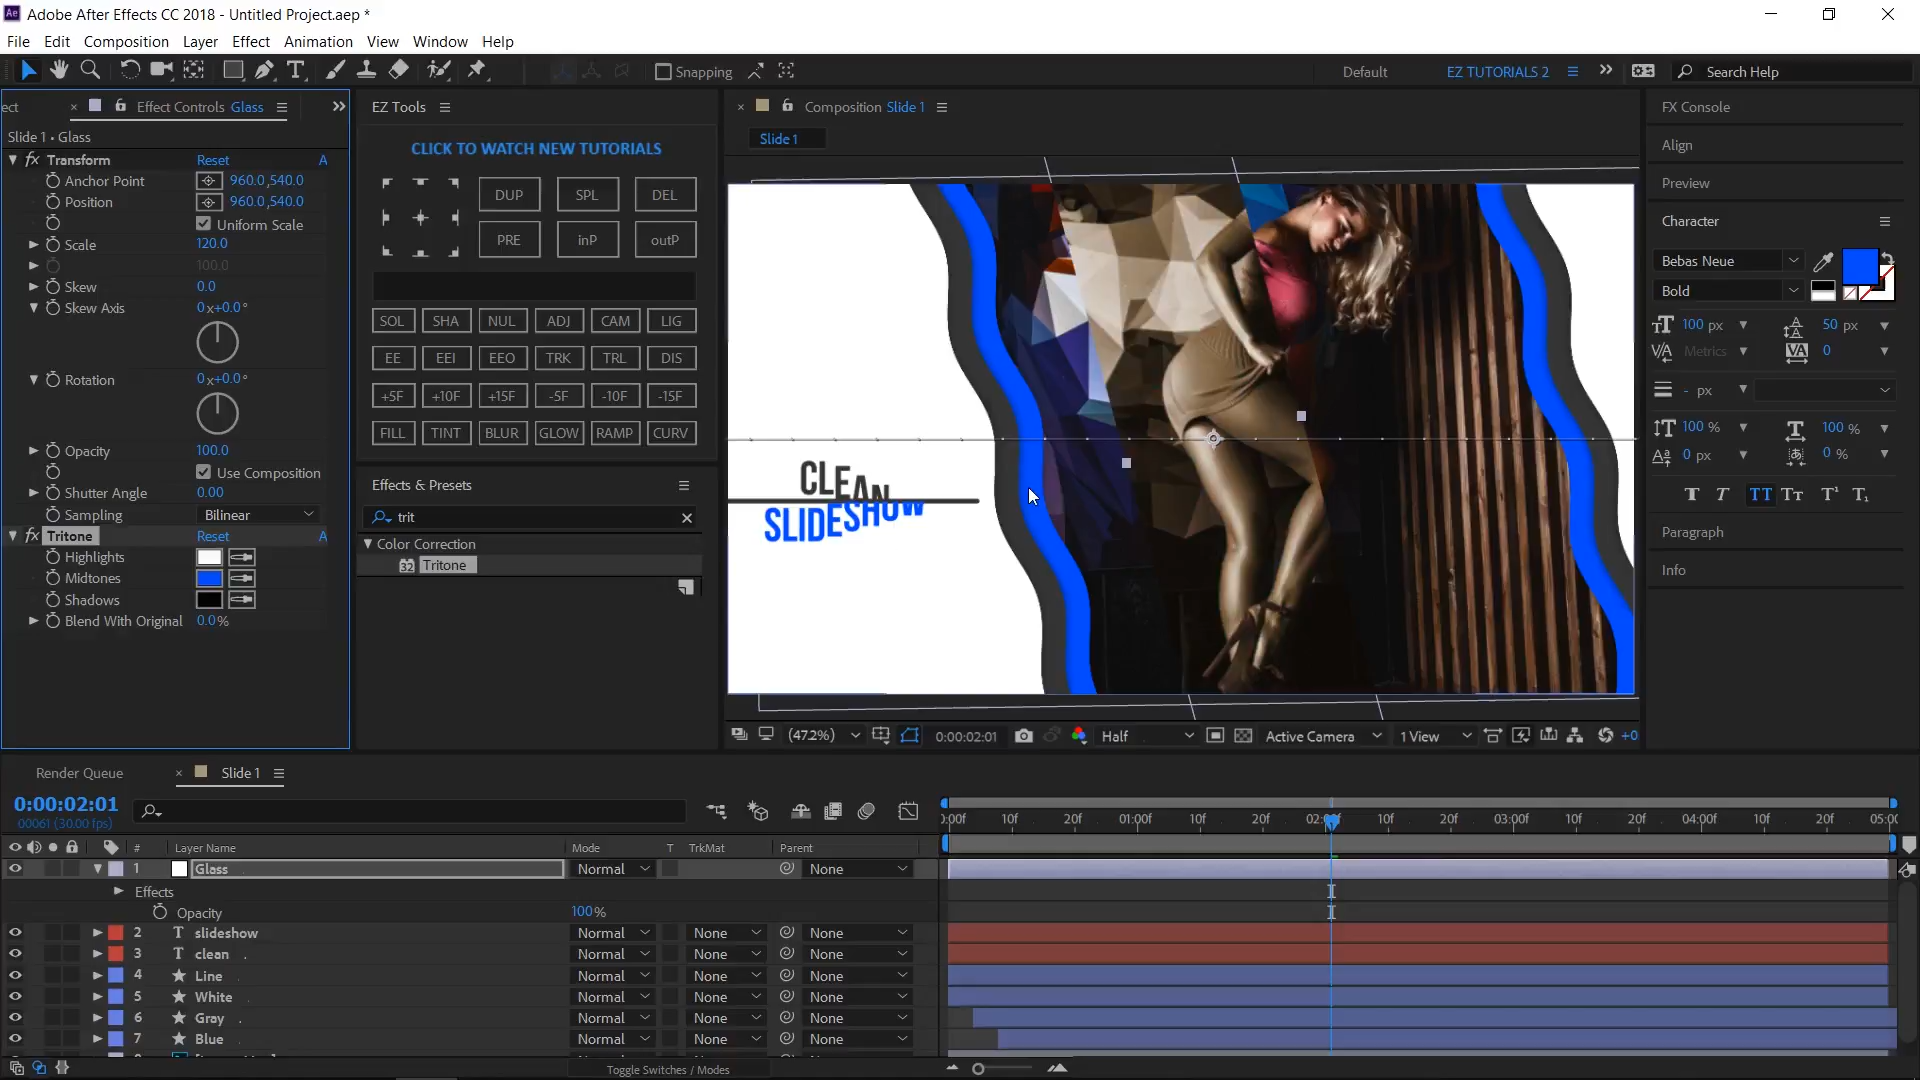 Ae Adobe After Effects CC 2018 - Untitled Project.aep *
File Edit Composition Layer Effect Animation View Window Help
Snapping
Default EZ TUTORIALS 2 Search Help
ect × Effect Controls Glass
Slide 1 • Glass
Transform Reset A
Anchor Point 960.0,540.0
Position 960.0,540.0
Uniform Scale
Scale 120.0
100.0
Skew 0.0
Skew Axis 0x+0.0°
Rotation 0x+0.0°
Opacity 100.0
Use Composition
Shutter Angle 0.00
Sampling Bilinear
fx Tritone Reset A
Highlights
Midtones
Shadows
Blend With Original 0.0%
EZ Tools
CLICK TO WATCH NEW TUTORIALS
DUP SPL DEL
PRE inP outP
SOL SHA NUL ADJ CAM LIG
EE EEI EEO TRK TRL DIS
+5F +10F +15F -5F -10F -15F
FILL TINT BLUR GLOW RAMP CURV
Effects & Presets
trit
Color Correction
32 Tritone
× Composition Slide 1
Slide 1
CLEAN
SLIDESHOW
(47.2%) 0:00:02:01 Half Active Camera 1 View +0
FX Console
Align
Preview
Character
Bebas Neue
Bold
100 px 50 px
Metrics 0
- px
100 % 100 %
0 px 0 %
T T TT Tt T¹ T₁
Paragraph
Info
Render Queue × Slide 1
0:00:02:01
00061 (30.00 fps)
# Layer Name Mode T TrkMat Parent
1 Glass Normal None
Effects
Opacity 100%
2 T slideshow Normal None None
3 T clean Normal None None
4 Line Normal None None
5 White Normal None None
6 Gray Normal None None
7 Blue Normal None None
Toggle Switches / Modes
):00f 10f 20f 01:00f 10f 20f 02:00f 10f 20f 03:00f 10f 20f 04:00f 10f 20f 05:00